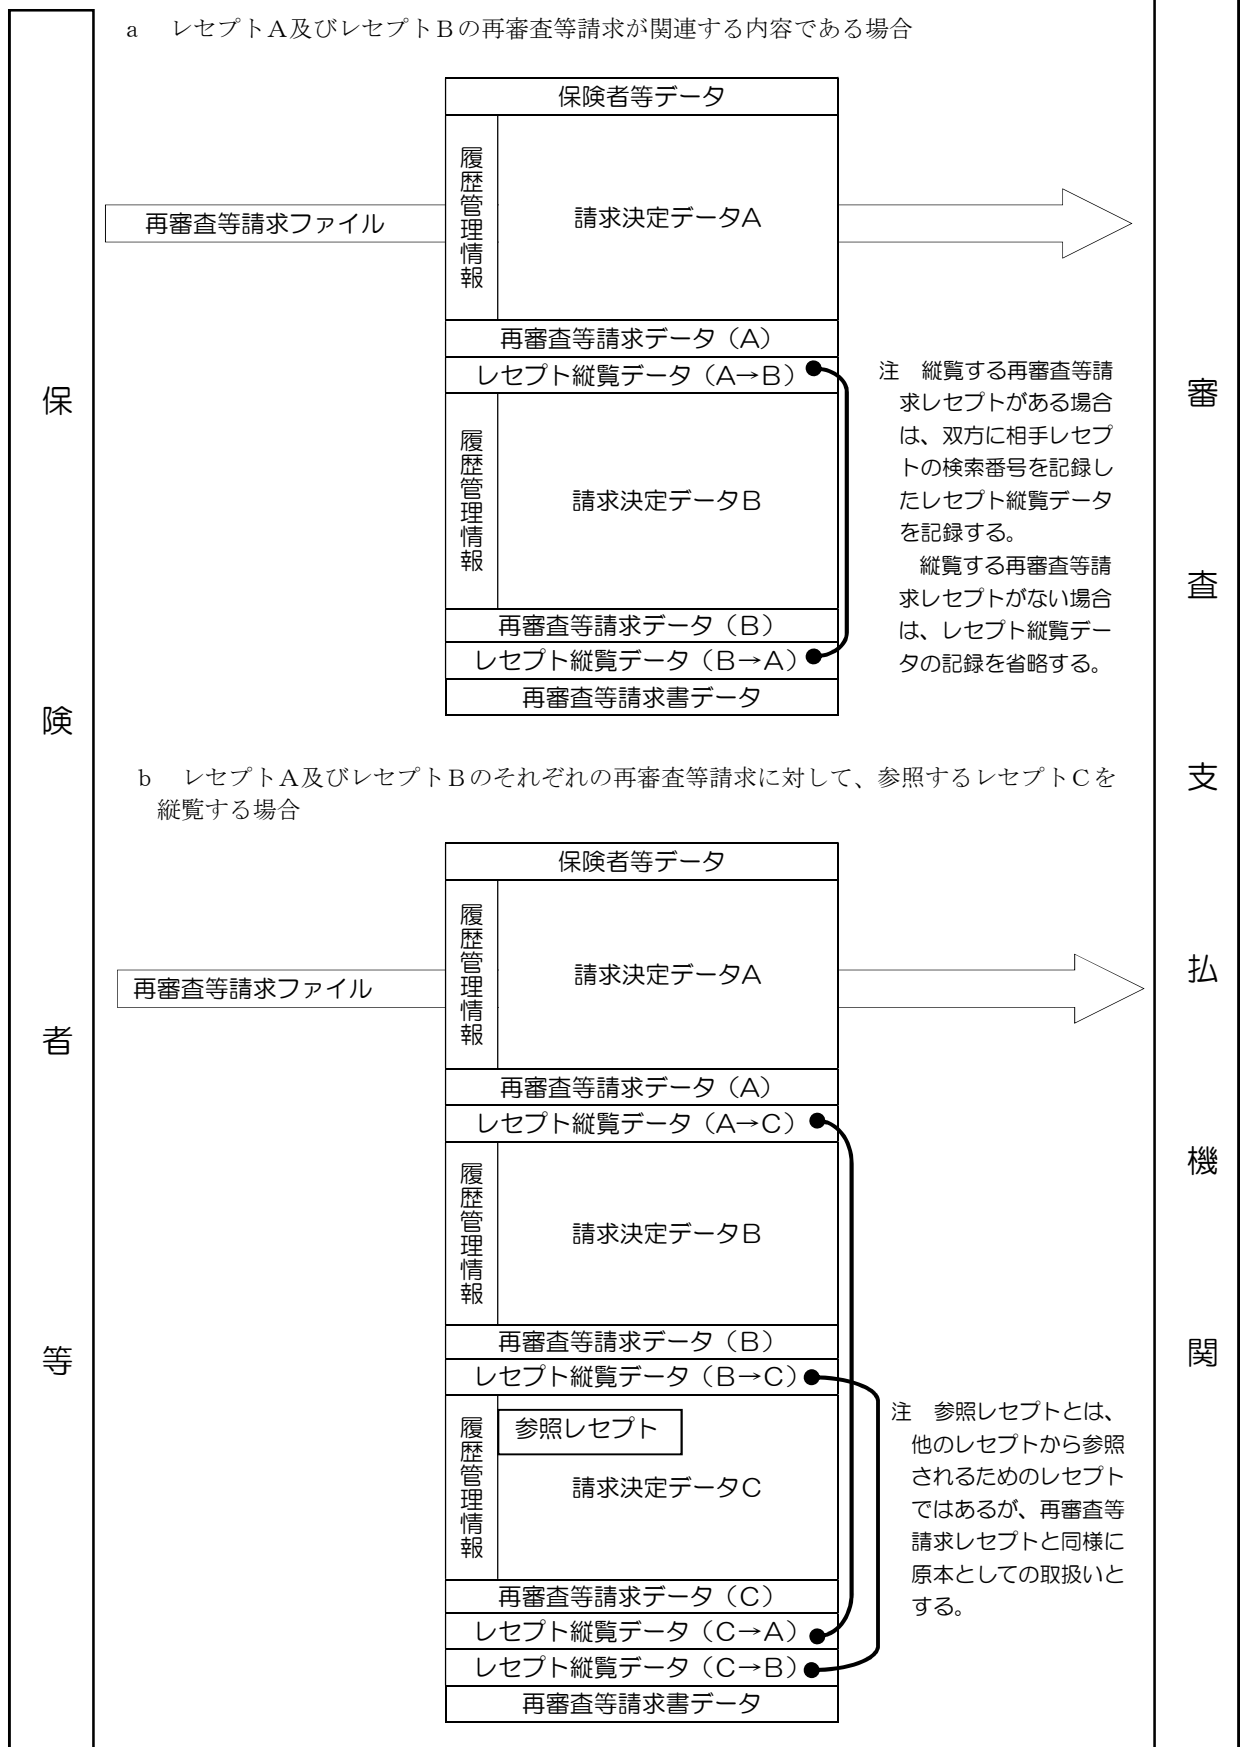 a　レセプトＡ及びレセプトＢの再審査等請求が関連する内容である場合
保険者等
審査支払機関
再審査等請求ファイル
保険者等データ
履歴管理情報
請求決定データA
再審査等請求データ（A）
レセプト縦覧データ（A→B）
履歴管理情報
請求決定データB
再審査等請求データ（B）
レセプト縦覧データ（B→A）
再審査等請求書データ
注　縦覧する再審査等請
求レセプトがある場合
は、双方に相手レセプ
トの検索番号を記録し
たレセプト縦覧データ
を記録する。
縦覧する再審査等請
求レセプトがない場合
は、レセプト縦覧デー
タの記録を省略する。
b　レセプトＡ及びレセプトＢのそれぞれの再審査等請求に対して、参照するレセプトＣを
縦覧する場合
再審査等請求ファイル
保険者等データ
履歴管理情報
請求決定データA
再審査等請求データ（A）
レセプト縦覧データ（A→C）
履歴管理情報
請求決定データB
再審査等請求データ（B）
レセプト縦覧データ（B→C）
履歴管理情報
参照レセプト
請求決定データC
再審査等請求データ（C）
レセプト縦覧データ（C→A）
レセプト縦覧データ（C→B）
再審査等請求書データ
注　参照レセプトとは、
他のレセプトから参照
されるためのレセプト
ではあるが、再審査等
請求レセプトと同様に
原本としての取扱いと
する。